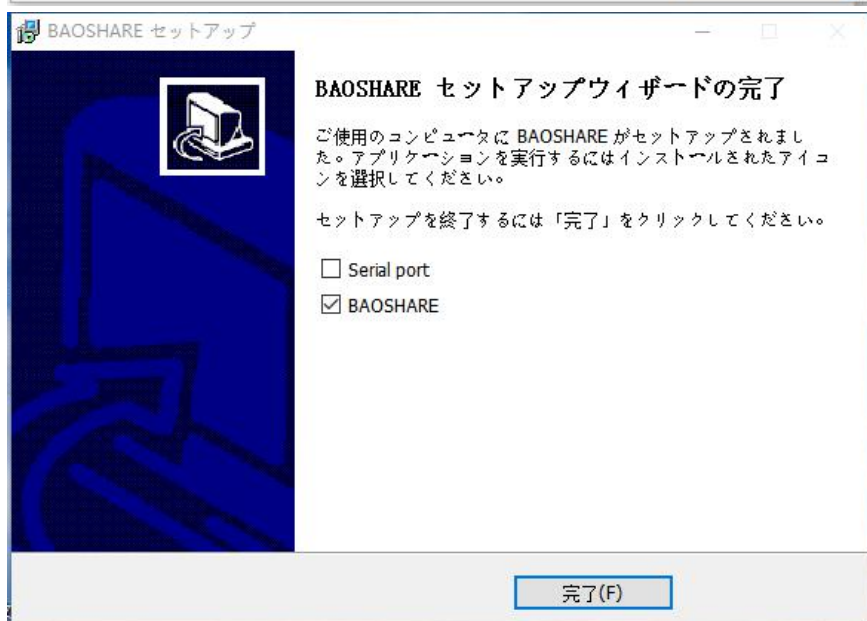 BAOSHARE セットアップ
BAOSHARE セットアップウィザードの完了
ご使用のコンピュータに BAOSHARE がセットアップされまし
た。アプリケーションを実行するにはインストールされたアイコ
ンを選択してください。
セットアップを終了するには「完了」をクリックしてください。
Serial port
BAOSHARE
完了(F)